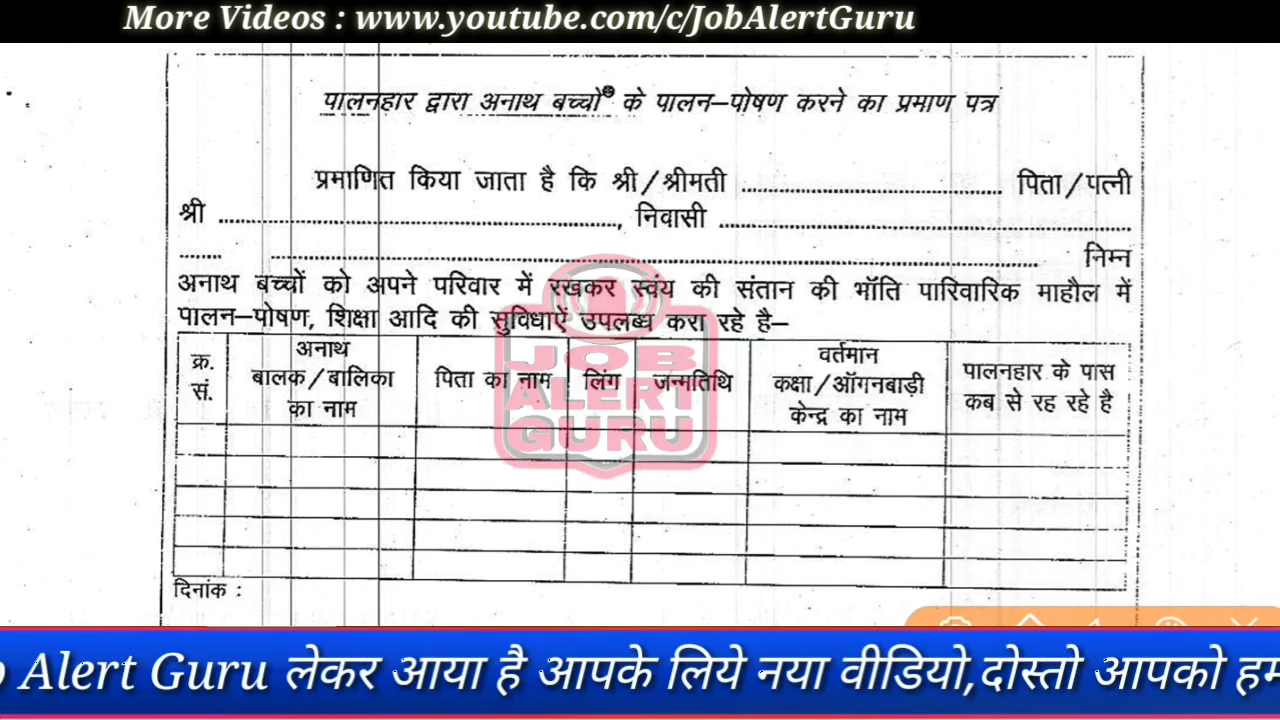 More Videos : www.youtube.com/c/JobAlertGuru
पालनहार द्वारा अनाथ बच्चों के पालन–पोषण करने का प्रमाण पत्र
प्रमाणित किया जाता है कि श्री/श्रीमती ........................................ पिता/पत्नी
श्री ............................................................, निवासी ...............................................................
....... .................................................................................................................... निम्न
अनाथ बच्चों को अपने परिवार में रखकर स्वंय की संतान की भॉति पारिवारिक माहौल में
पालन–पोषण, शिक्षा आदि की सुविधाऐं उपलब्ध करा रहे है–
क्र. सं. अनाथ बालक/बालिका का नाम पिता का नाम लिंग जन्मतिथि वर्तमान कक्षा/ऑगनबाड़ी केन्द्र का नाम पालनहार के पास कब से रह रहे है
JOB
ALERT
GURU
दिनांक :
Alert Guru लेकर आया है आपके लिये नया वीडियो,दोस्तो आपको हम